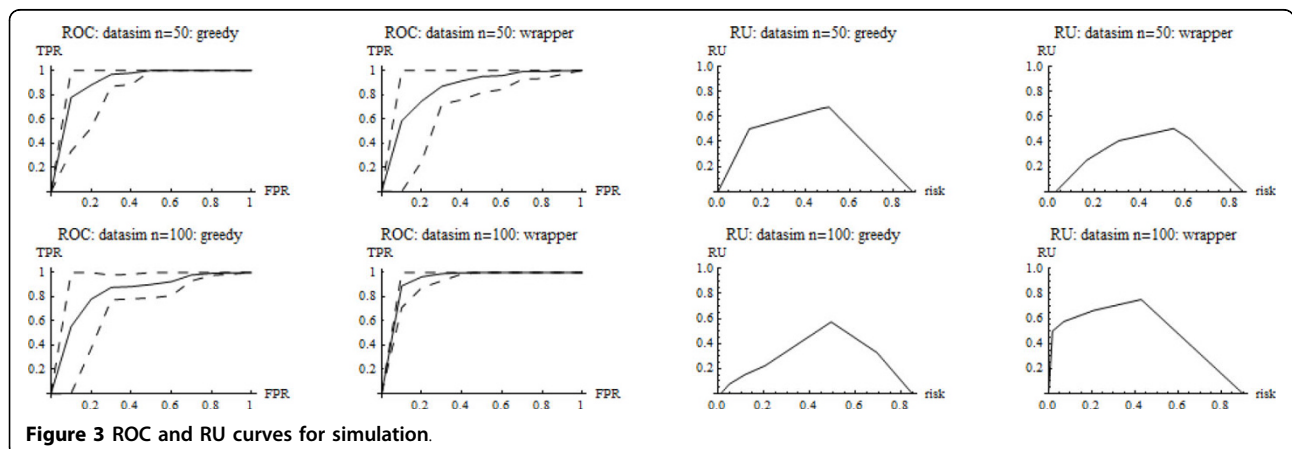 ROC: datasim n=50: greedy
TPR
1
0.8
0.6
0.4
0.2
0.2 0.4 0.6 0.8 1
FPR
ROC: datasim n=50: wrapper
TPR
1
0.8
0.6
0.4
0.2
0.2 0.4 0.6 0.8 1
FPR
RU: datasim n=50: greedy
RU
1.0
0.8
0.6
0.4
0.2
0.0 0.2 0.4 0.6 0.8
risk
RU: datasim n=50: wrapper
RU
1.0
0.8
0.6
0.4
0.2
0.0 0.2 0.4 0.6 0.8
risk
ROC: datasim n=100: greedy
TPR
1
0.8
0.6
0.4
0.2
0.2 0.4 0.6 0.8 1
FPR
ROC: datasim n=100: wrapper
TPR
1
0.8
0.6
0.4
0.2
0.2 0.4 0.6 0.8 1
FPR
RU: datasim n=100: greedy
RU
1.0
0.8
0.6
0.4
0.2
0.0 0.2 0.4 0.6 0.8
risk
RU: datasim n=100: wrapper
RU
1.0
0.8
0.6
0.4
0.2
0.0 0.2 0.4 0.6 0.8
risk
Figure 3 ROC and RU curves for simulation.